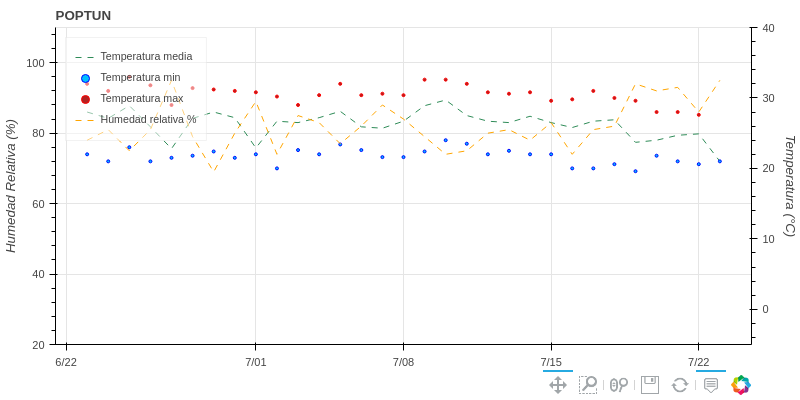 POPTUN
Temperatura media
Temperatura min
Temperatura max
Humedad relativa %
Humedad Relativa (%)
100
80
60
40
20
40
30
20
10
0
Temperatura (°C)
6/22
7/01
7/08
7/15
7/22